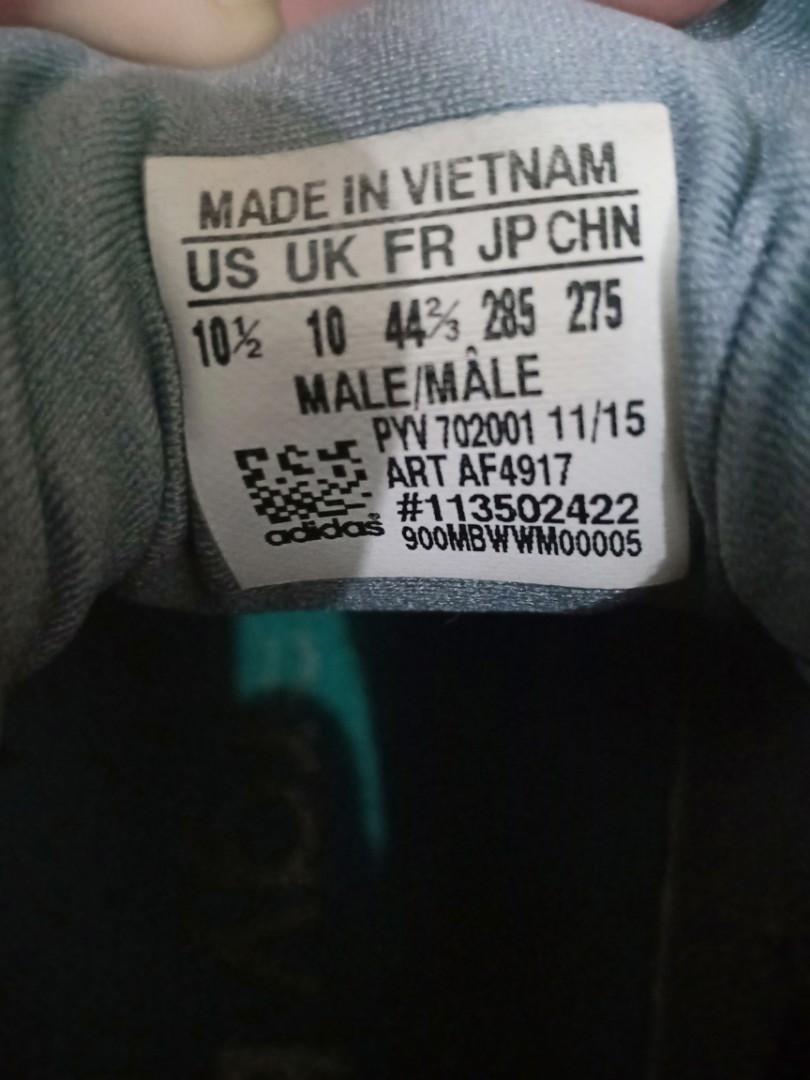 MADE IN VIETNAM
US UK FR JP CHN
10½ 10 44⅔ 285 275
MALE/MÂLE
PYV 702001 11/15
ART AF4917
#113502422
adidas® 900MBWWM00005